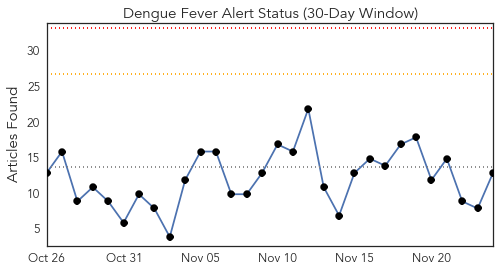 Dengue Fever Alert Status (30-Day Window)
Articles Found
30
25
20
15
10
5
Oct 26 Oct 31 Nov 05 Nov 10 Nov 15 Nov 20